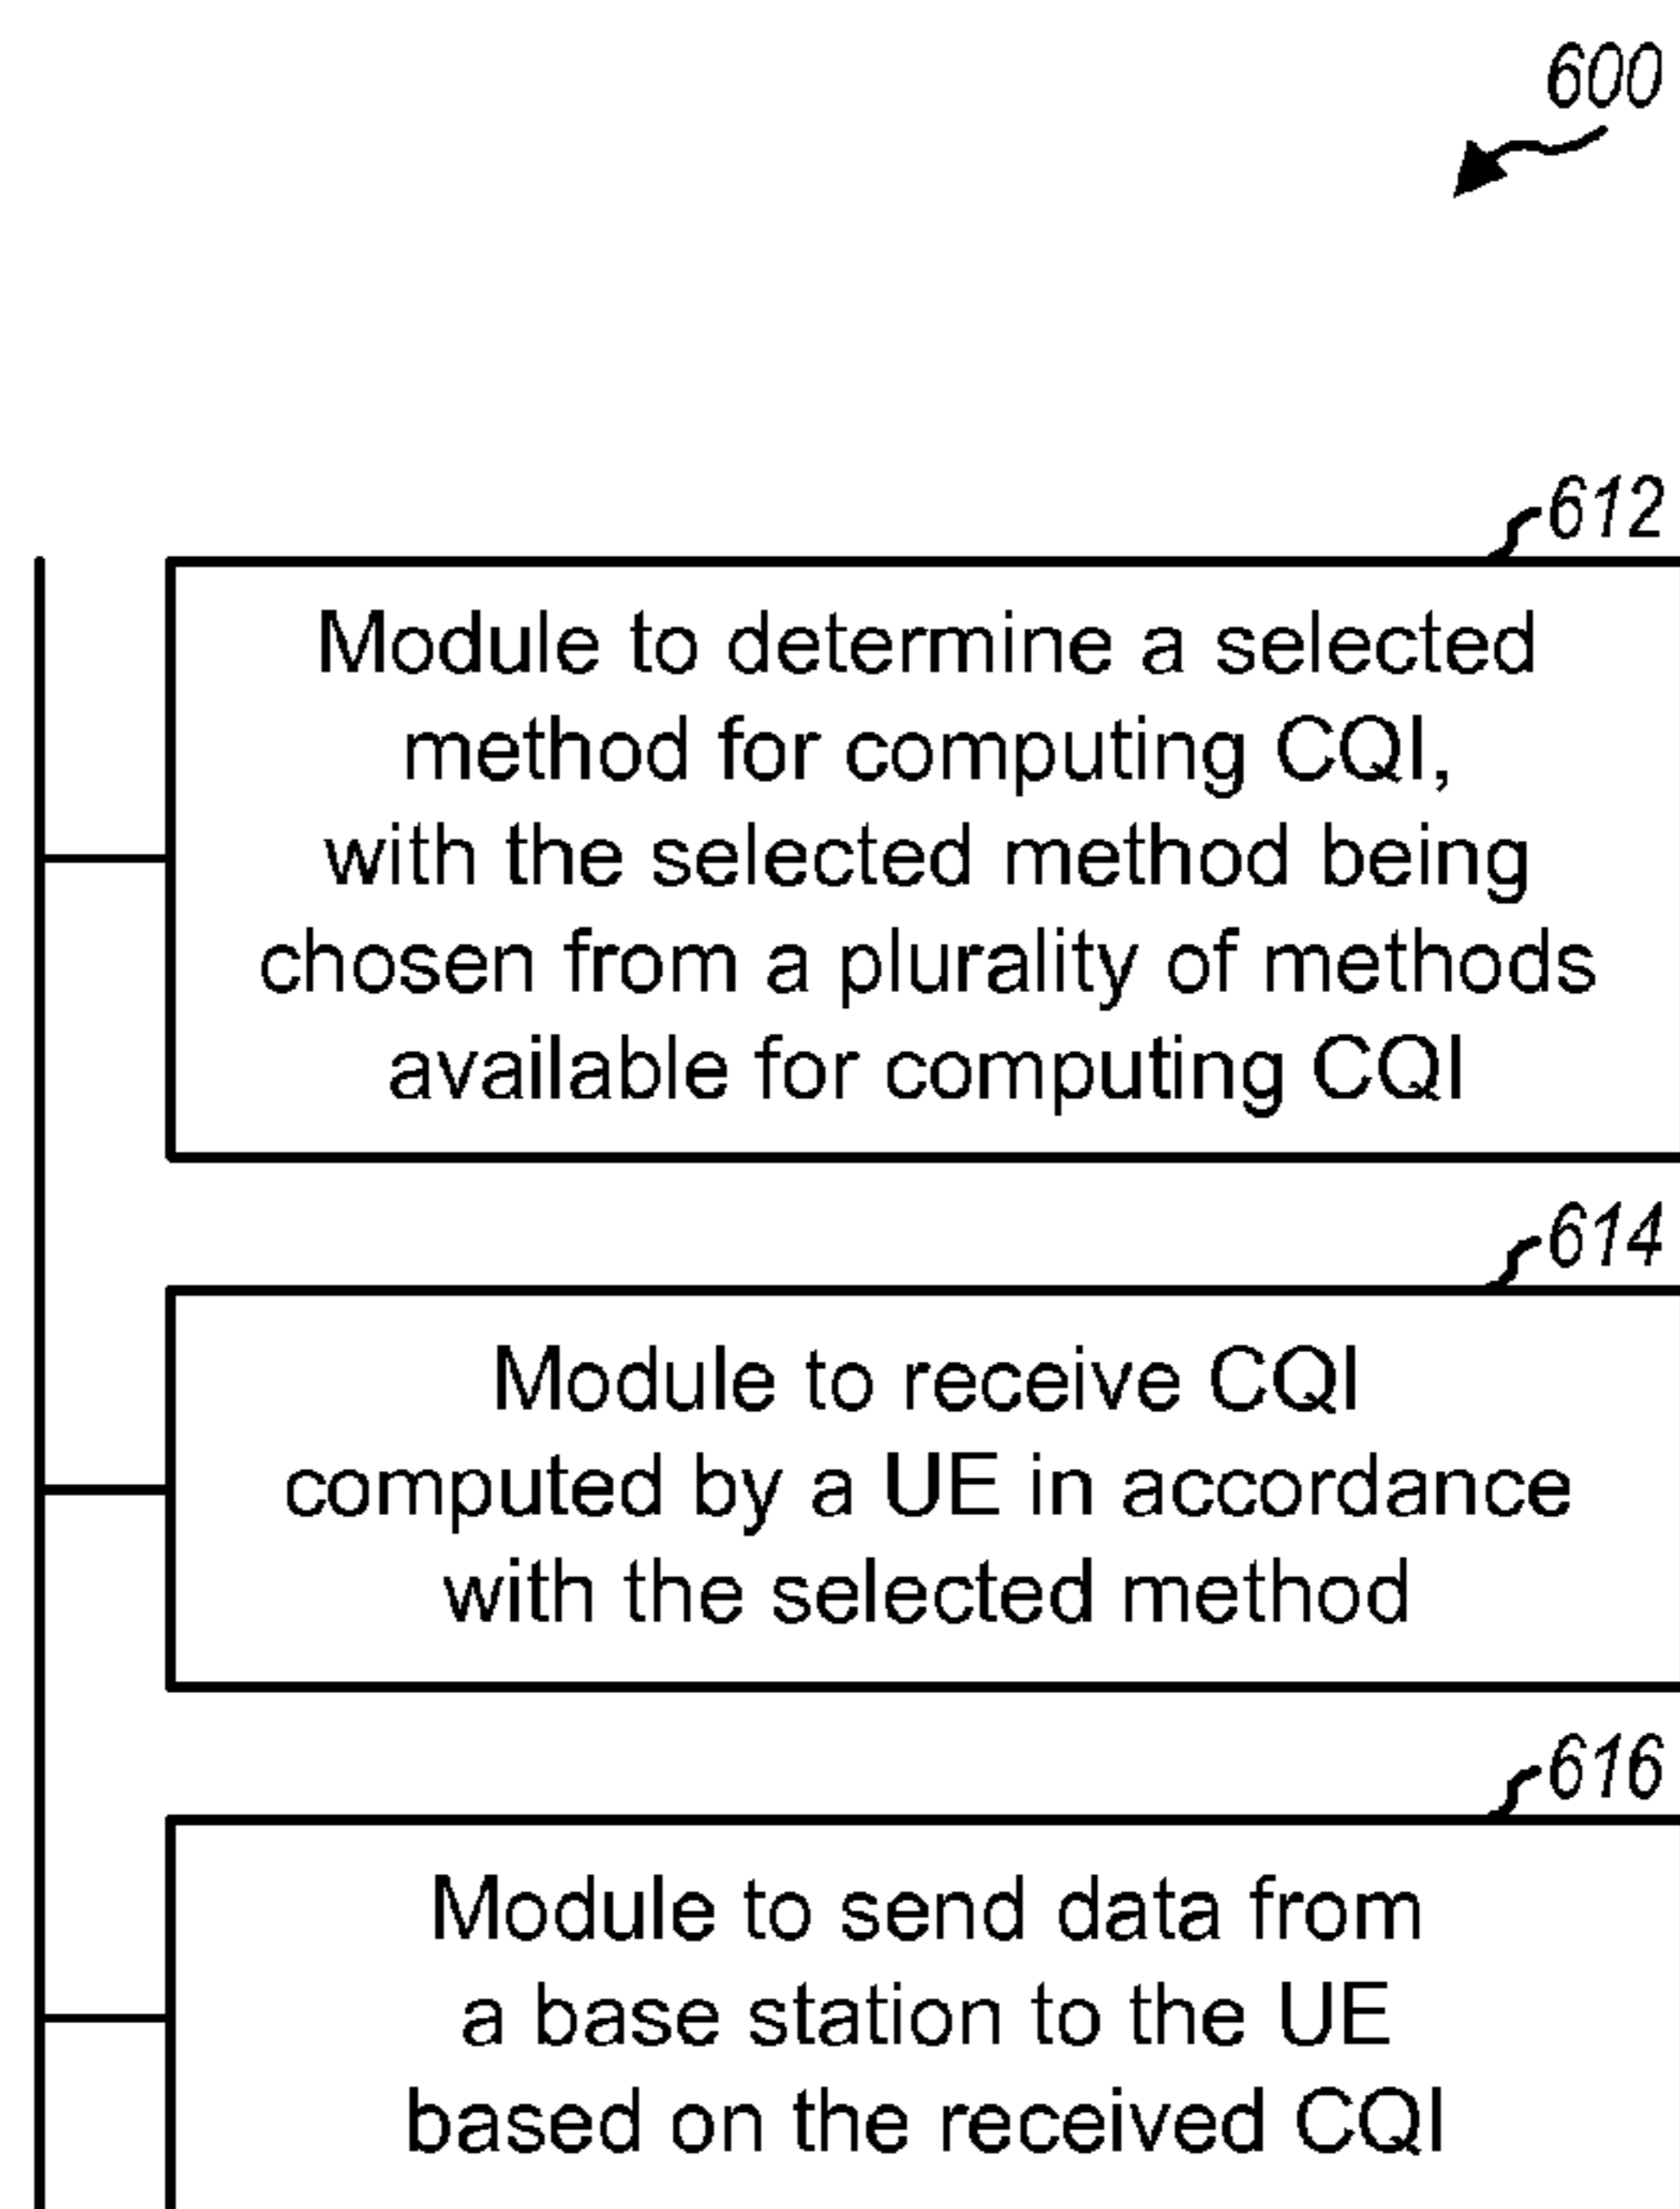 600
612
Module to determine a selected
method for computing CQI,
with the selected method being
chosen from a plurality of methods
available for computing CQI
614
Module to receive CQI
computed by a UE in accordance
with the selected method
616
Module to send data from
a base station to the UE
based on the received CQI